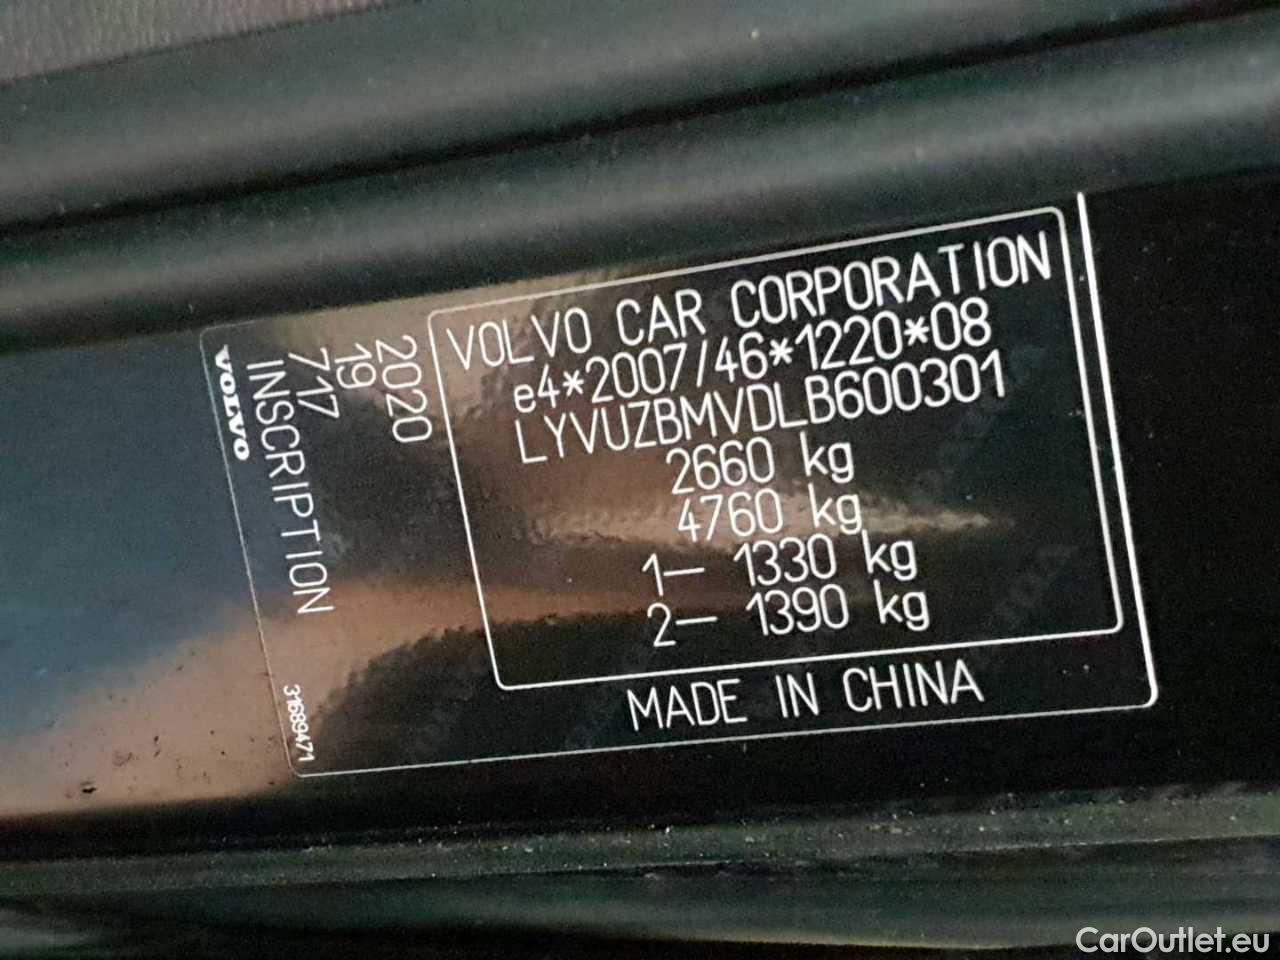 VOLVO CAR CORPORATION
e4*2007/46*1220*08
LYVUZBMVDLB600301
2660 kg
4760 kg
1– 1330 kg
2– 1390 kg
MADE IN CHINA
2020
19
717
INSCRIPTION
VOLVO
31689471
CarOutlet.eu